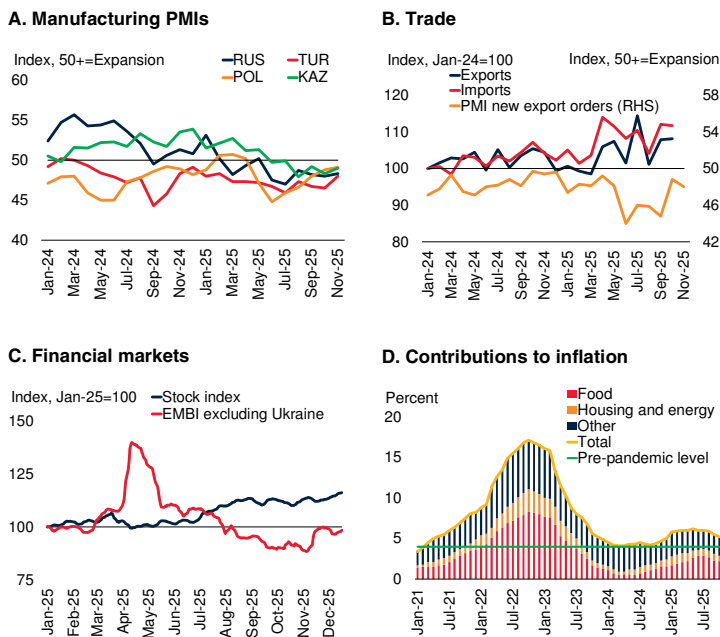 A. Manufacturing PMIs
Index, 50+=Expansion
RUS
TUR
POL
KAZ
60
55
50
45
40
Jan-24
Mar-24
May-24
Jul-24
Sep-24
Nov-24
Jan-25
Mar-25
May-25
Jul-25
Sep-25
Nov-25
B. Trade
Index, Jan-24=100
Index, 50+=Expansion
Exports
Imports
PMI new export orders (RHS)
120
110
100
90
80
58
54
50
46
42
Jan-24
Mar-24
May-24
Jul-24
Sep-24
Nov-24
Jan-25
Mar-25
May-25
Jul-25
Sep-25
Nov-25
C. Financial markets
Index, Jan-25=100
Stock index
EMBI excluding Ukraine
150
125
100
75
Jan-25
Feb-25
Mar-25
Apr-25
May-25
Jun-25
Jul-25
Aug-25
Sep-25
Oct-25
Nov-25
Dec-25
D. Contributions to inflation
Percent
Food
Housing and energy
Other
Total
Pre-pandemic level
20
15
10
5
0
Jan-21
Jul-21
Jan-22
Jul-22
Jan-23
Jul-23
Jan-24
Jul-24
Jan-25
Jul-25